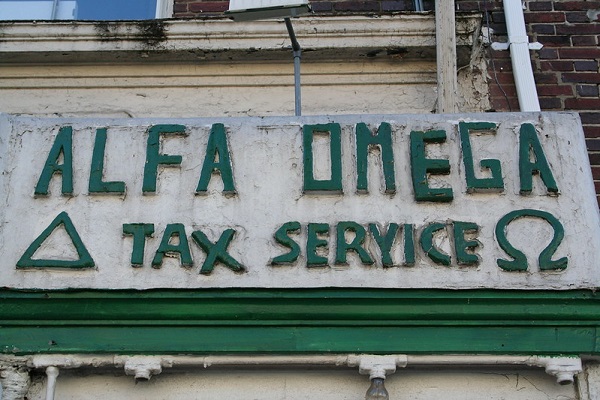 ALFA OMEGA
Δ TAX SERVICE Ω